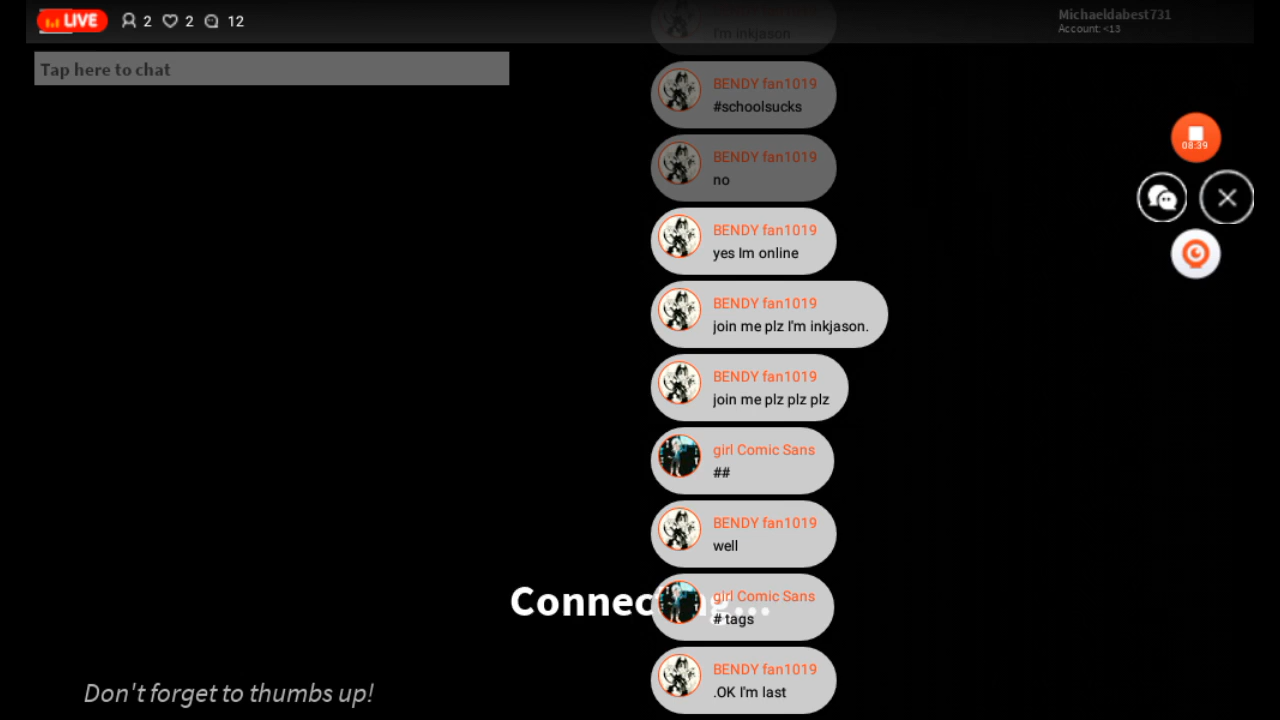 LIVE 2 2 12
Michaeldabest731
Account: <13
Tap here to chat
I'm inkjason
BENDY fan1019
#schoolsucks
08:39
BENDY fan1019
no
BENDY fan1019
yes Im online
BENDY fan1019
join me plz I'm inkjason.
BENDY fan1019
join me plz plz plz
girl Comic Sans
##
BENDY fan1019
well
girl Comic Sans
Connecting...
# tags
BENDY fan1019
.OK I'm last
Don't forget to thumbs up!